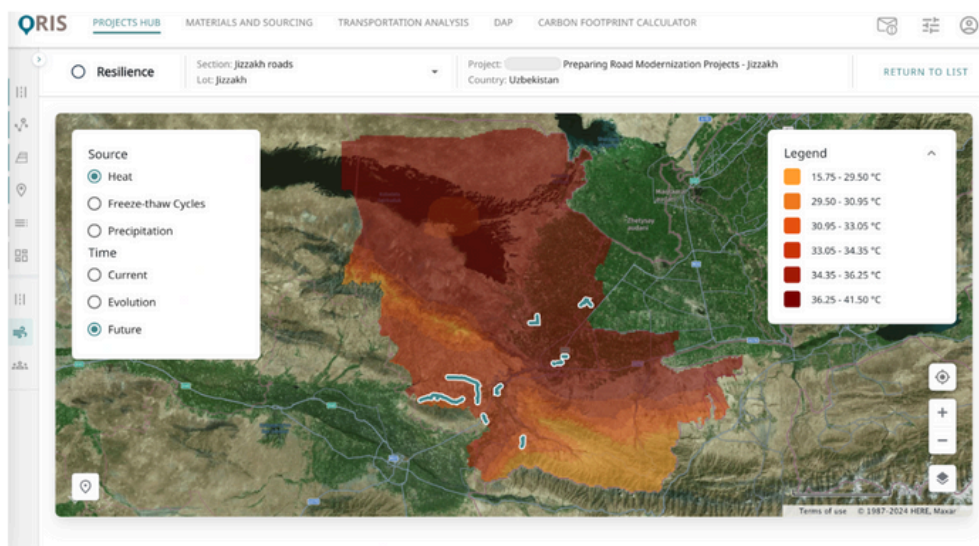 ORIS
PROJECTS HUB
MATERIALS AND SOURCING
TRANSPORTATION ANALYSIS
DAP
CARBON FOOTPRINT CALCULATOR
Resilience
Section: Jizzakh roads
Lot: Jizzakh
Project: Preparing Road Modernization Projects - Jizzakh
Country: Uzbekistan
RETURN TO LIST
Source
Heat
Freeze-thaw Cycles
Precipitation
Time
Current
Evolution
Future
Legend
15.75 - 29.50 °C
29.50 - 30.95 °C
30.95 - 33.05 °C
33.05 - 34.35 °C
34.35 - 36.25 °C
36.25 - 41.50 °C
Terms of use © 1987-2024 HERE, Maxar